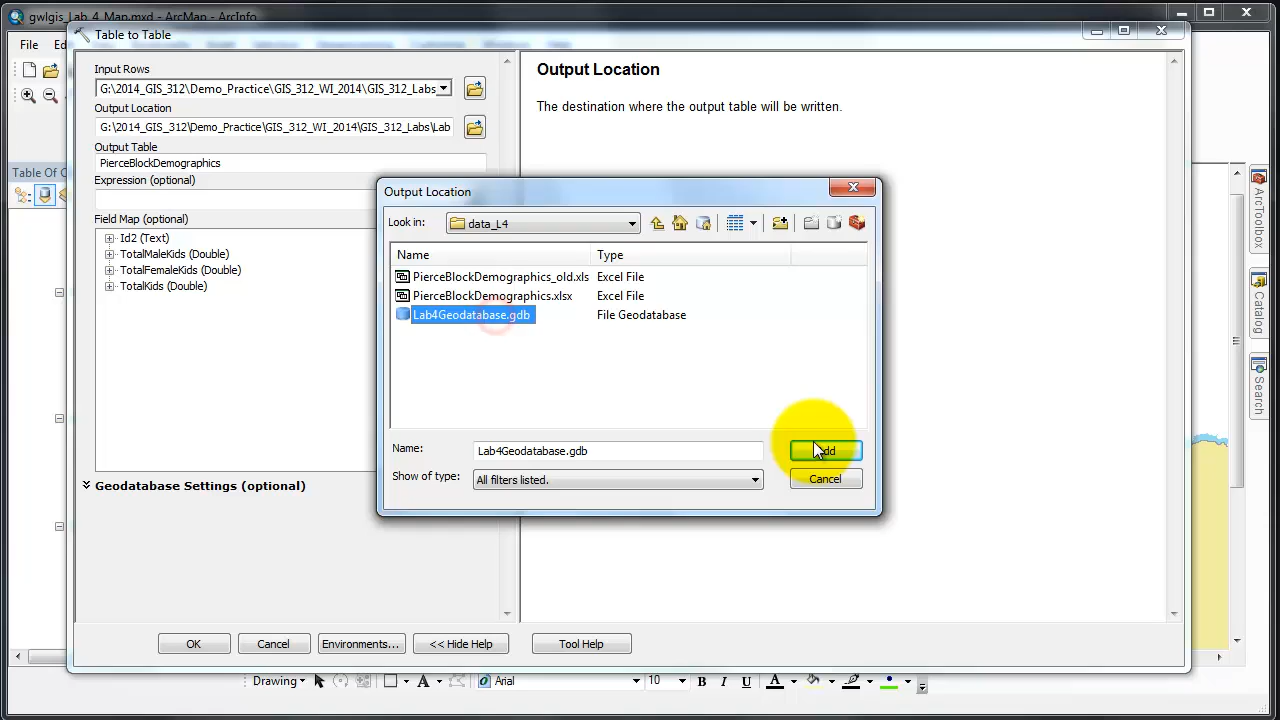 gwlgis_Lab_4_Map.mxd - ArcMap - ArcInfo
File
Table to Table
Input Rows
G:\2014_GIS_312\Demo_Practice\GIS_312_WI_2014\GIS_312_Labs
Output Location
G:\2014_GIS_312\Demo_Practice\GIS_312_WI_2014\GIS_312_Labs\Lab
Output Table
PierceBlockDemographics
Expression (optional)
Field Map (optional)
Id2 (Text)
TotalMaleKids (Double)
TotalFemaleKids (Double)
TotalKids (Double)
Geodatabase Settings (optional)
OK
Cancel
Environments...
<< Hide Help
Tool Help
Output Location
The destination where the output table will be written.
Output Location
Look in:
data_L4
Name
Type
PierceBlockDemographics_old.xls
Excel File
PierceBlockDemographics.xlsx
Excel File
Lab4Geodatabase.gdb
File Geodatabase
Name:
Lab4Geodatabase.gdb
Add
Show of type:
All filters listed.
Cancel
Table Of C
ArcToolbox
Catalog
Search
Drawing
A
Arial
10
B
I
U
A